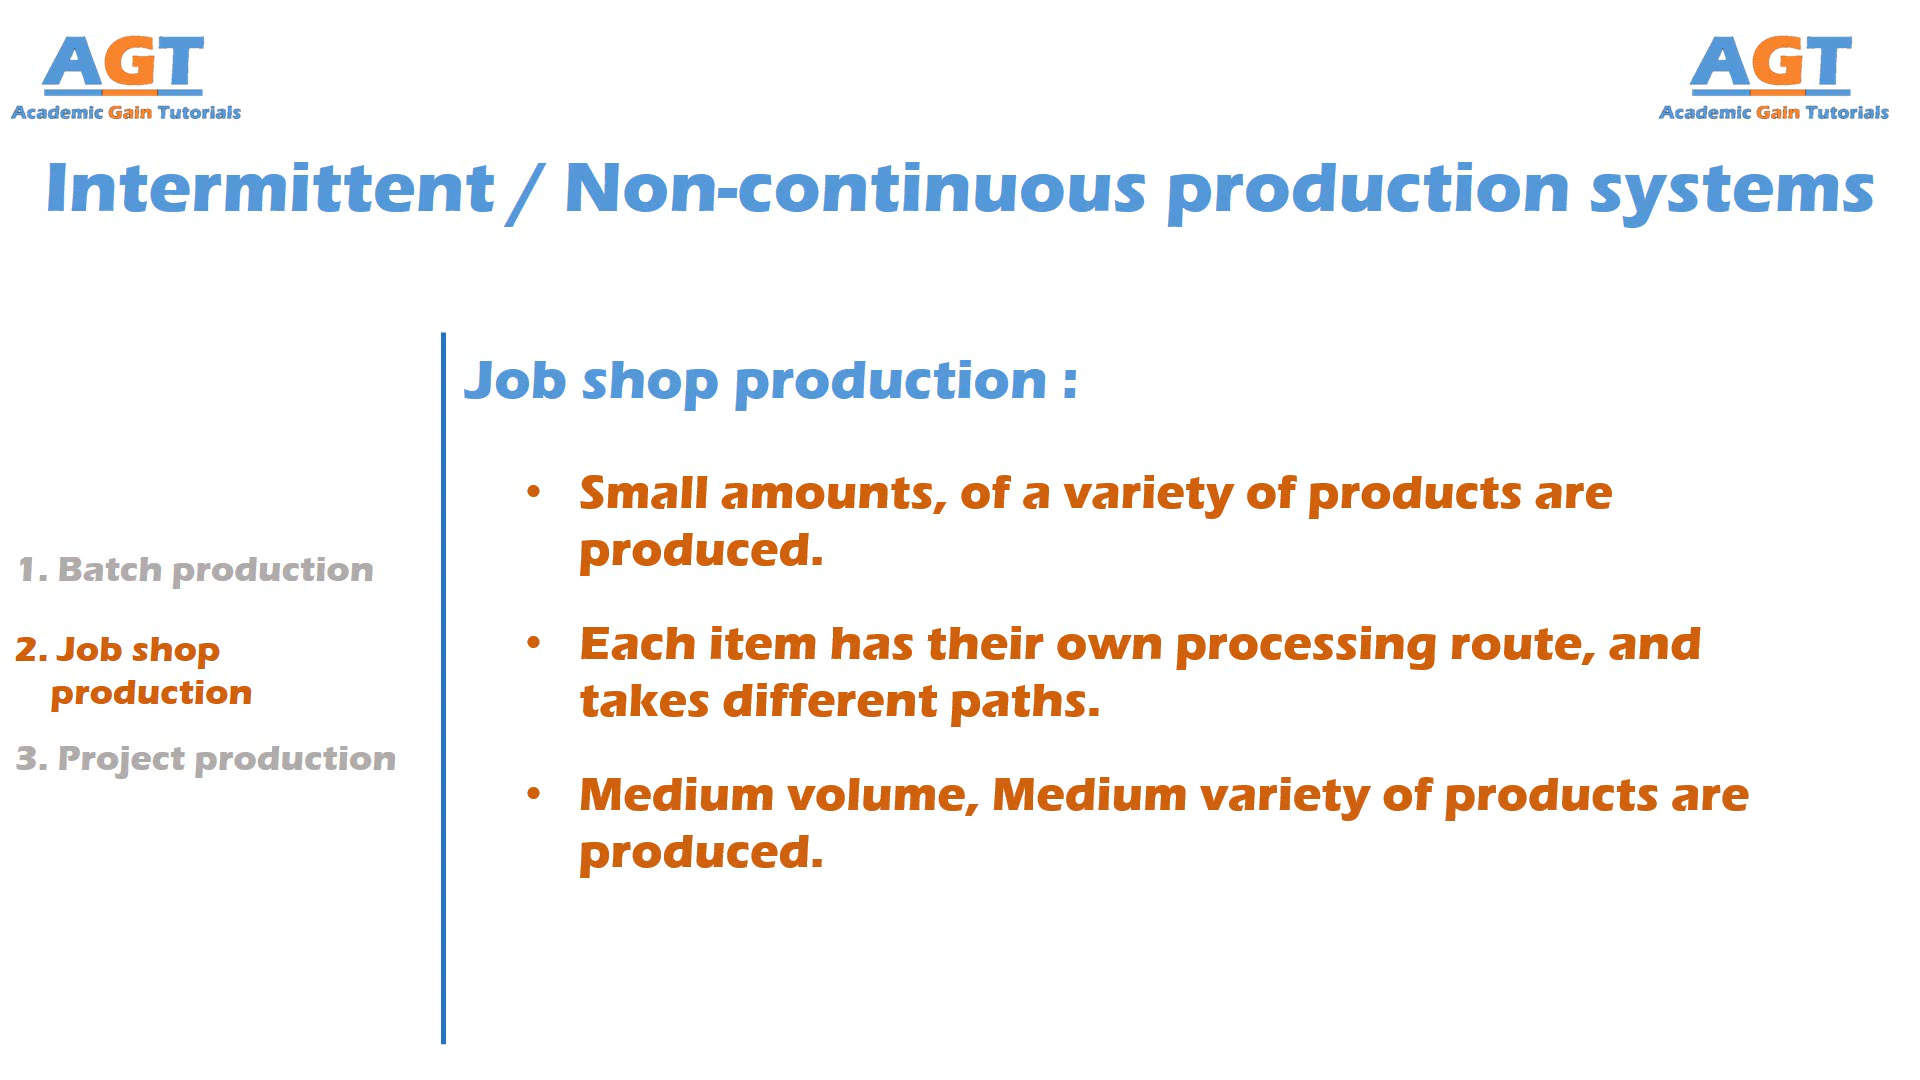 AGT
Academic Gain Tutorials
AGT
Academic Gain Tutorials
Intermittent / Non-continuous production systems
1. Batch production
2. Job shop
production
3. Project production
Job shop production :
• Small amounts, of a variety of products are
produced.
• Each item has their own processing route, and
takes different paths.
• Medium volume, Medium variety of products are
produced.